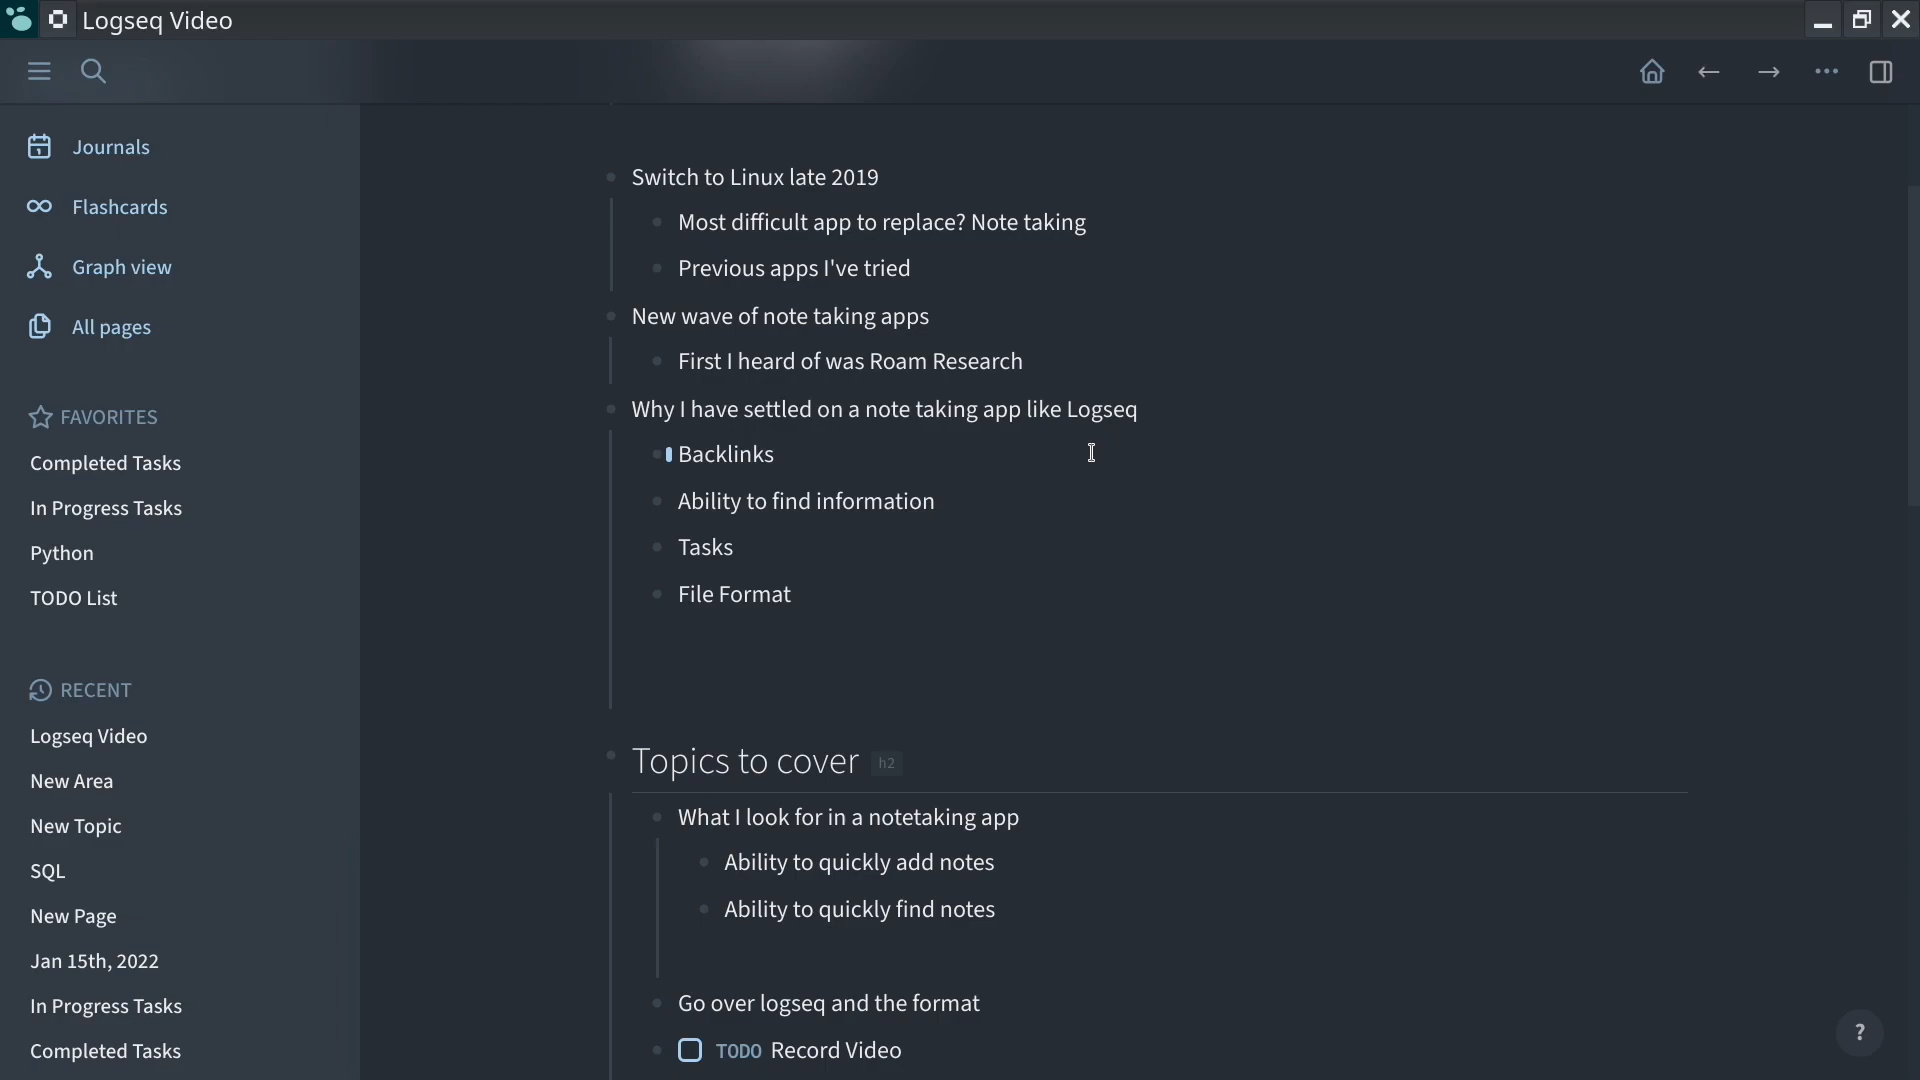 Logseq Video
Journals
Flashcards
Graph view
All pages
FAVORITES
Completed Tasks
In Progress Tasks
Python
TODO List
RECENT
Logseq Video
New Area
New Topic
SQL
New Page
Jan 15th, 2022
In Progress Tasks
Completed Tasks
Switch to Linux late 2019
Most difficult app to replace? Note taking
Previous apps I've tried
New wave of note taking apps
First I heard of was Roam Research
Why I have settled on a note taking app like Logseq
Backlinks
Ability to find information
Tasks
File Format
Topics to cover h2
What I look for in a notetaking app
Ability to quickly add notes
Ability to quickly find notes
Go over logseq and the format
TODO Record Video
?